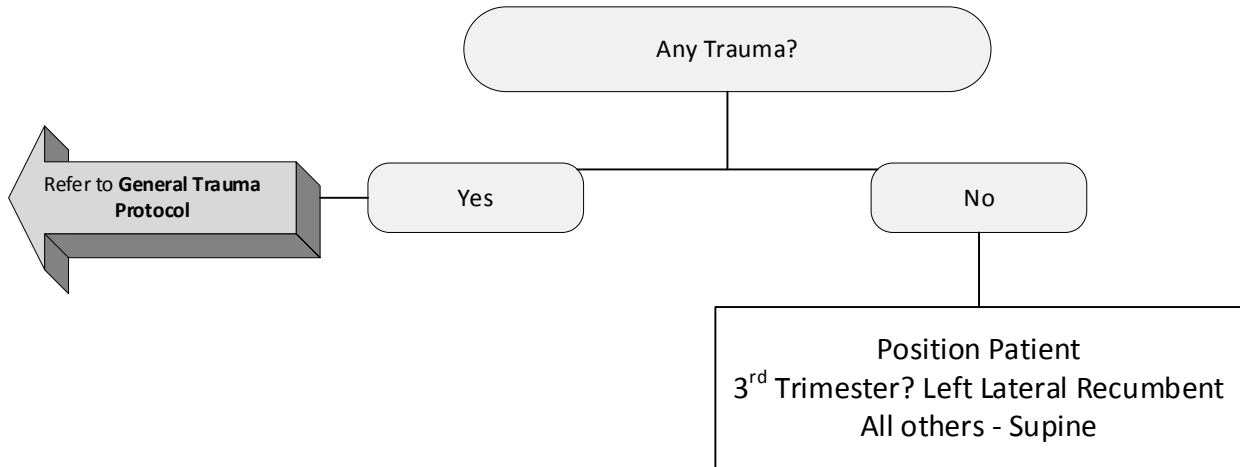 Any Trauma?
Refer to General Trauma
Protocol
Yes
No
Position Patient
3rd Trimester? Left Lateral Recumbent
All others - Supine